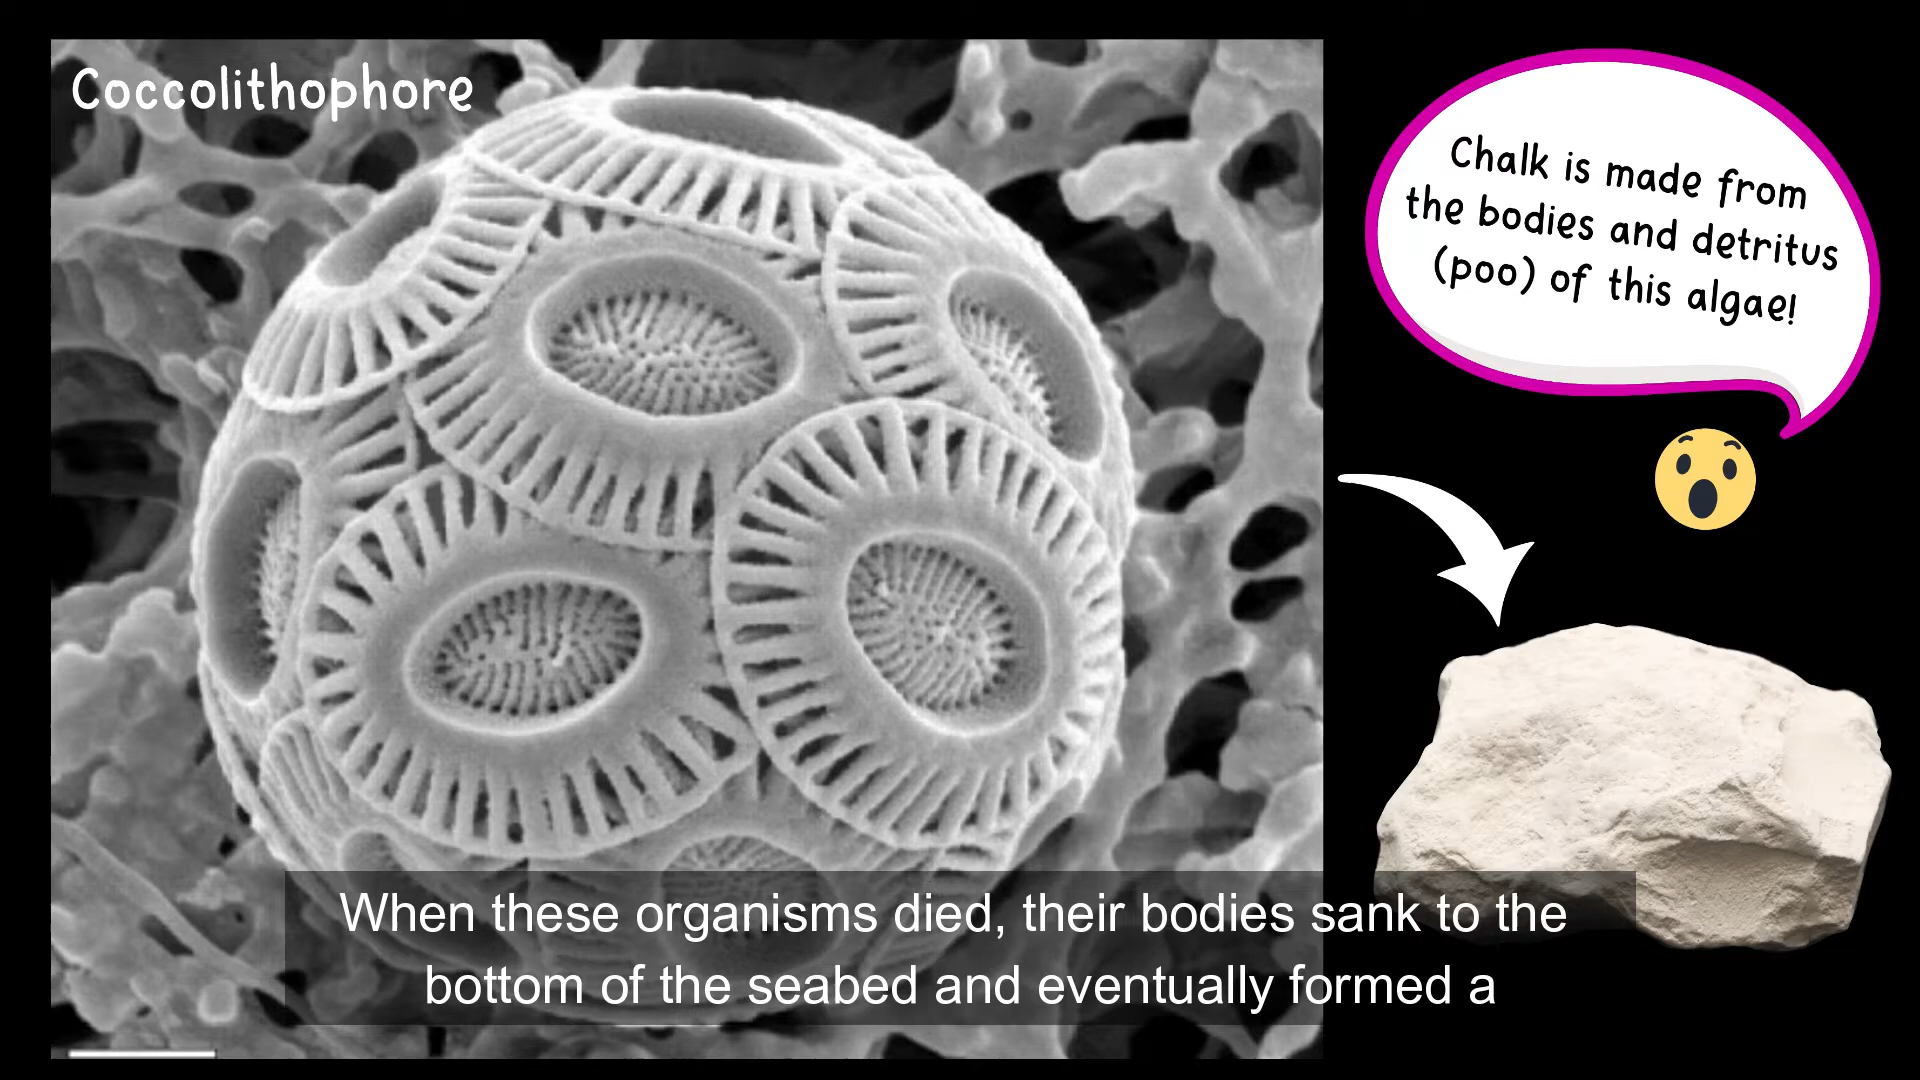 Coccolithophore
Chalk is made from
the bodies and detritus
(poo) of this algae!
When these organisms died, their bodies sank to the
bottom of the seabed and eventually formed a